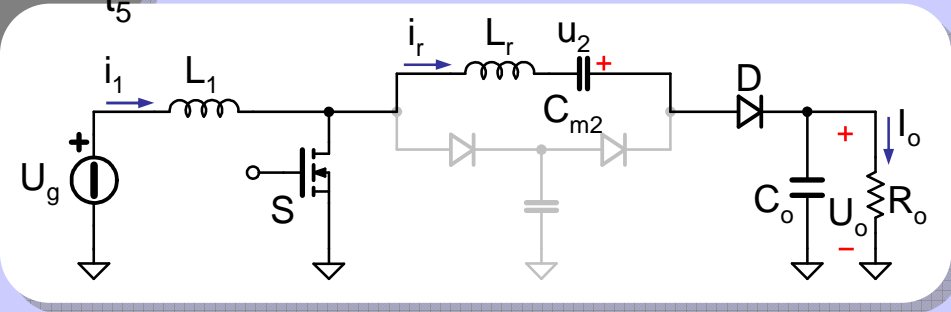 t5
i1
L1
ir
Lr
u2
+
Cm2
D
+
Ug
S
Co
+
Uo
−
Io
Ro